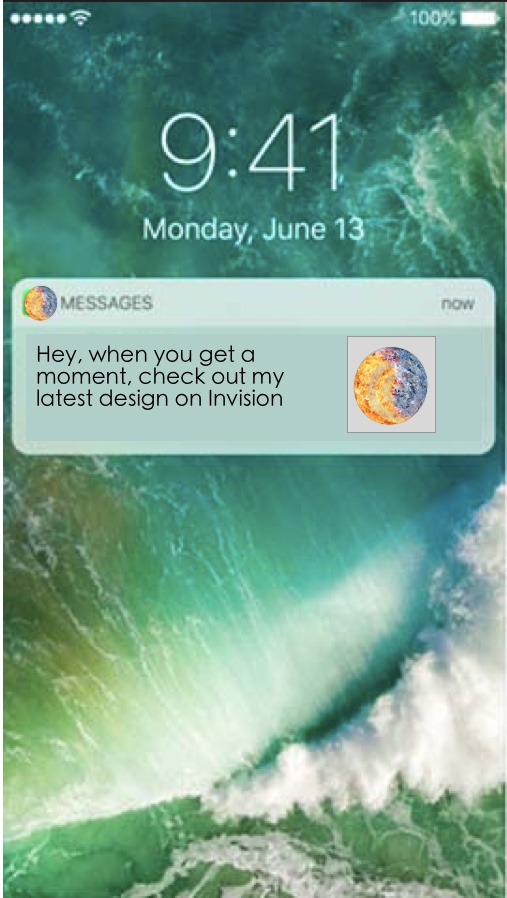 100%
9:41
Monday, June 13
MESSAGES now
Hey, when you get a
moment, check out my
latest design on Invision